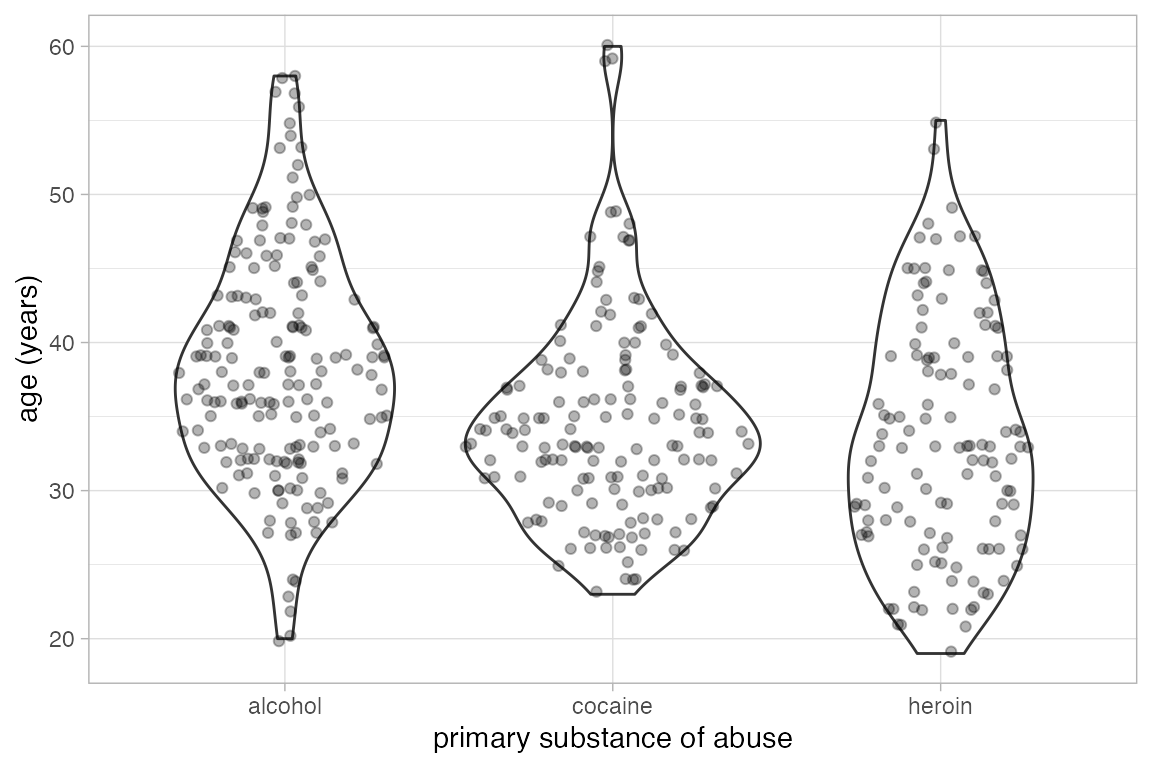 60
50
40
30
20
age (years)
alcohol
cocaine
heroin
primary substance of abuse